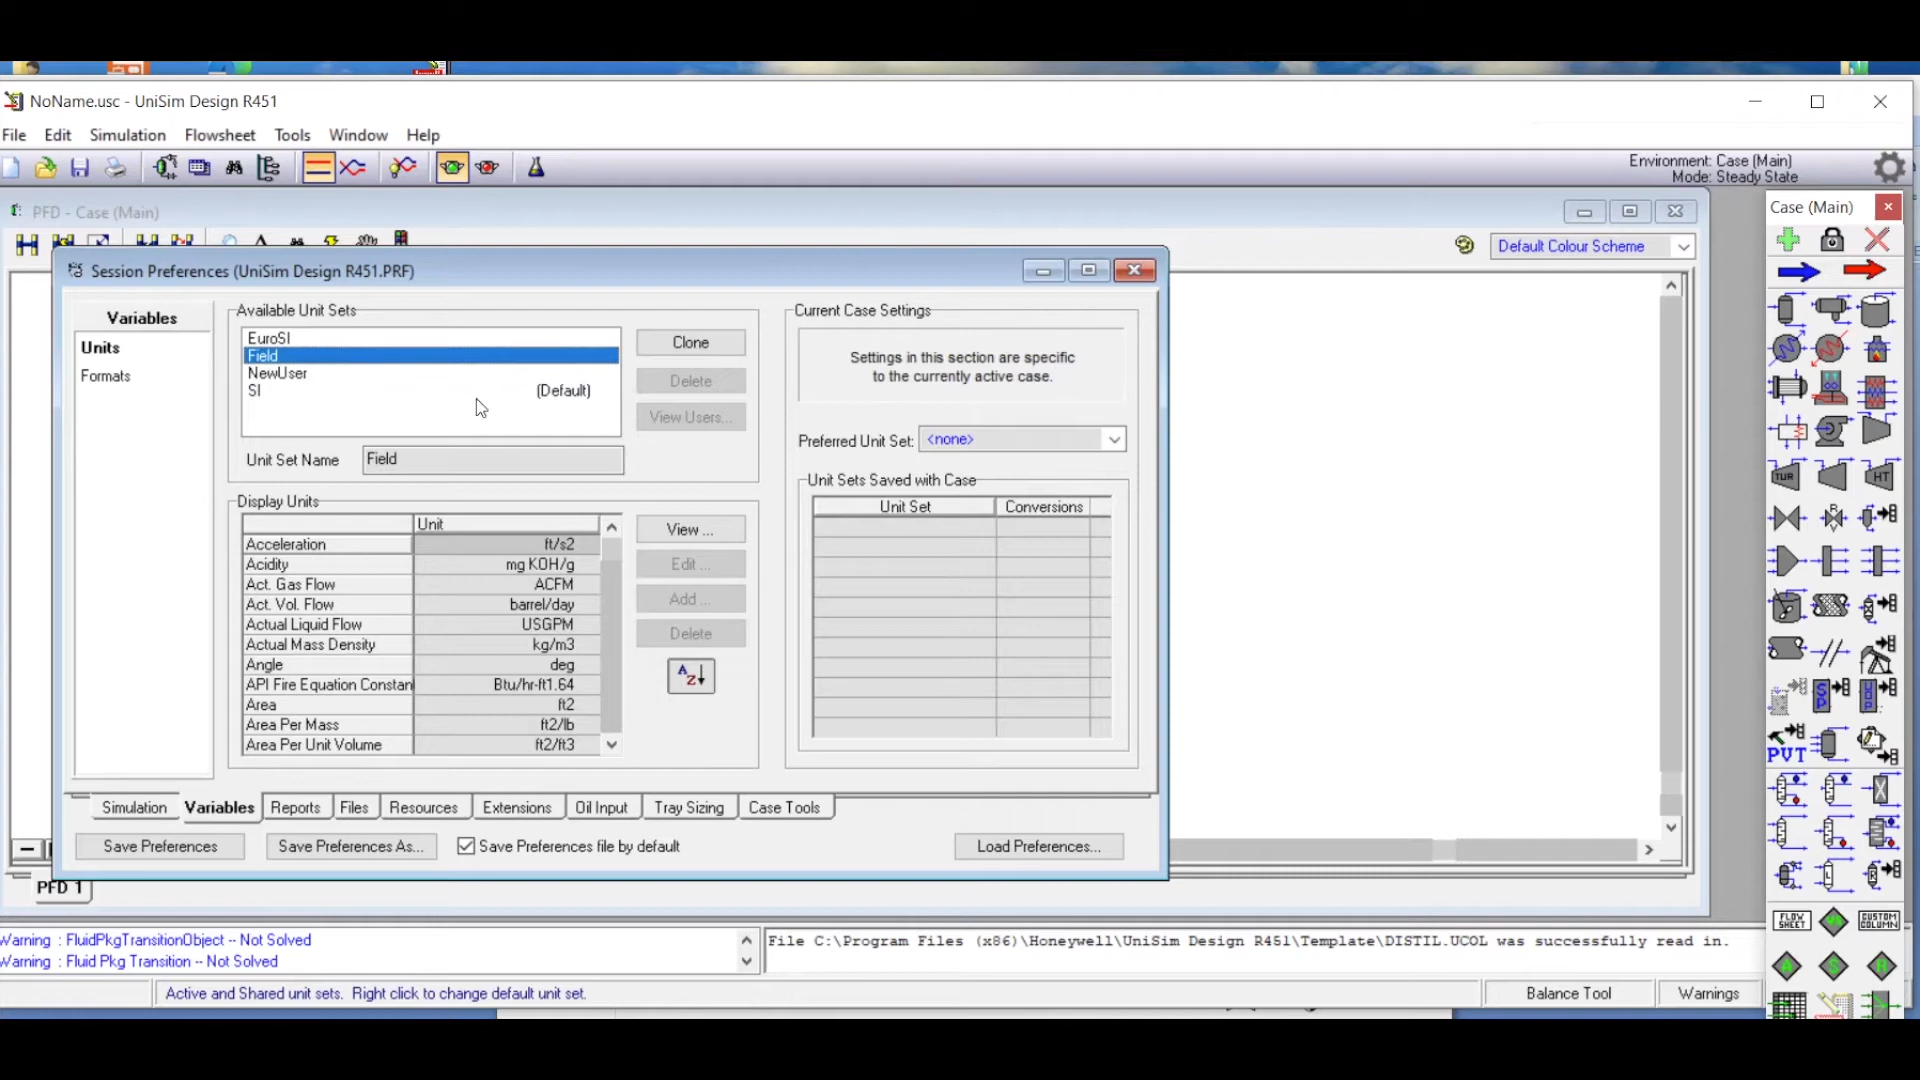 NoName.usc - UniSim Design R451
File Edit Simulation Flowsheet Tools Window Help
Environment: Case (Main)
Mode: Steady State
PFD - Case (Main)
Case (Main)
Default Colour Scheme
Session Preferences (UniSim Design R451.PRF)
Variables
Units
Formats
Available Unit Sets
EuroSI
Field
NewUser
SI (Default)
Clone
Delete
View Users...
Unit Set Name Field
Display Units
Unit
Acceleration ft/s2
Acidity mg KOH/g
Act. Gas Flow ACFM
Act. Vol. Flow barrel/day
Actual Liquid Flow USGPM
Actual Mass Density kg/m3
Angle deg
API Fire Equation Constan Btu/hr-ft1.64
Area ft2
Area Per Mass ft2/lb
Area Per Unit Volume ft2/ft3
View ...
Edit ...
Add ...
Delete
A
Z
Current Case Settings
Settings in this section are specific
to the currently active case.
Preferred Unit Set: <none>
Unit Sets Saved with Case
Unit Set Conversions
Simulation Variables Reports Files Resources Extensions Oil Input Tray Sizing Case Tools
Save Preferences Save Preferences As... Save Preferences file by default Load Preferences...
PFD 1
TUR
HT
PVT
FLOW
SHEET
CUSTOM
COLUMN
Warning : FluidPkgTransitionObject -- Not Solved
Warning : Fluid Pkg Transition -- Not Solved
File C:\Program Files (x86)\Honeywell\UniSim Design R451\Template\DISTIL.UCOL was successfully read in.
Active and Shared unit sets. Right click to change default unit set.
Balance Tool
Warnings